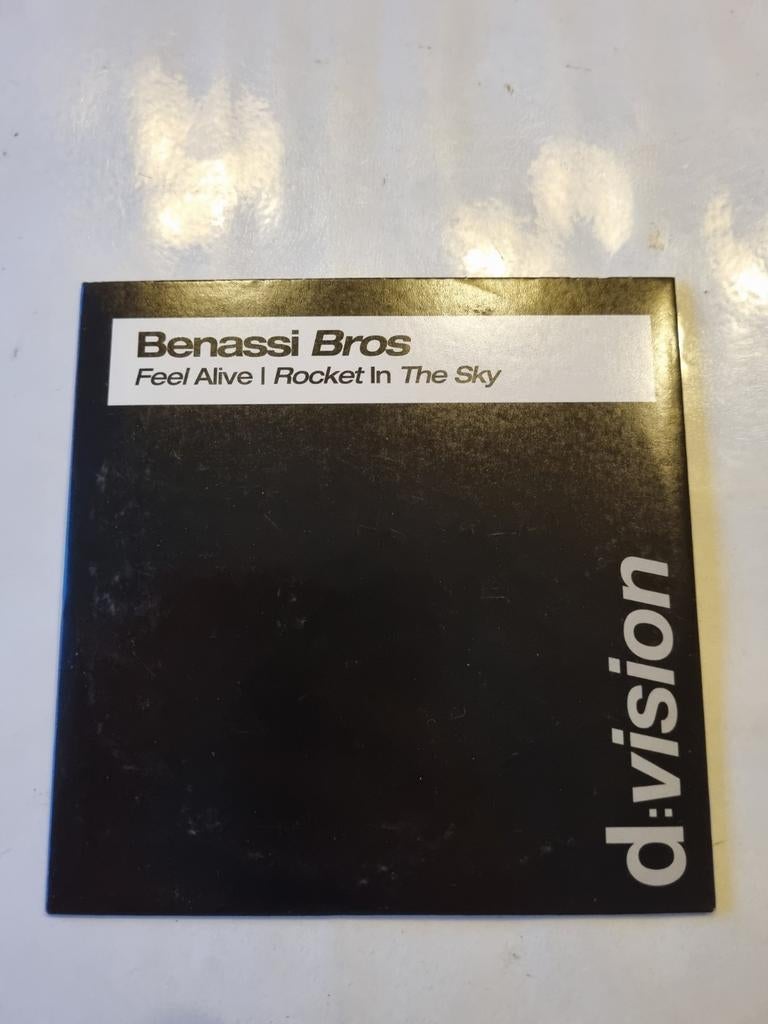 Benassi Bros
Feel Alive | Rocket In The Sky
d:vision